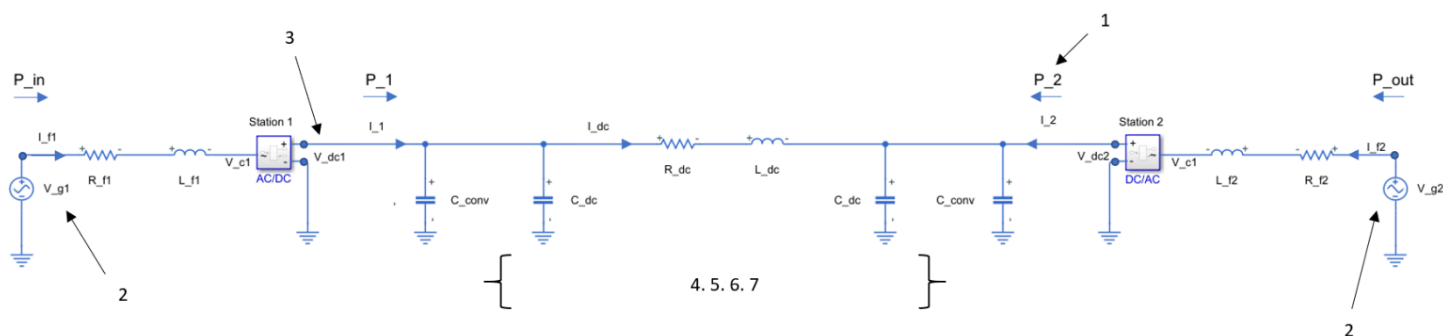 1
3
P_in
P_1
P_2
P_out
Station 1
Station 2
I_f1
I_1
I_dc
I_2
I_f2
V_c1
V_dc1
V_dc2
V_c1
R_f1
L_f1
AC/DC
R_dc
L_dc
DC/AC
L_f2
R_f2
V_g1
C_conv
C_dc
C_dc
C_conv
V_g2
2
4. 5. 6. 7
2